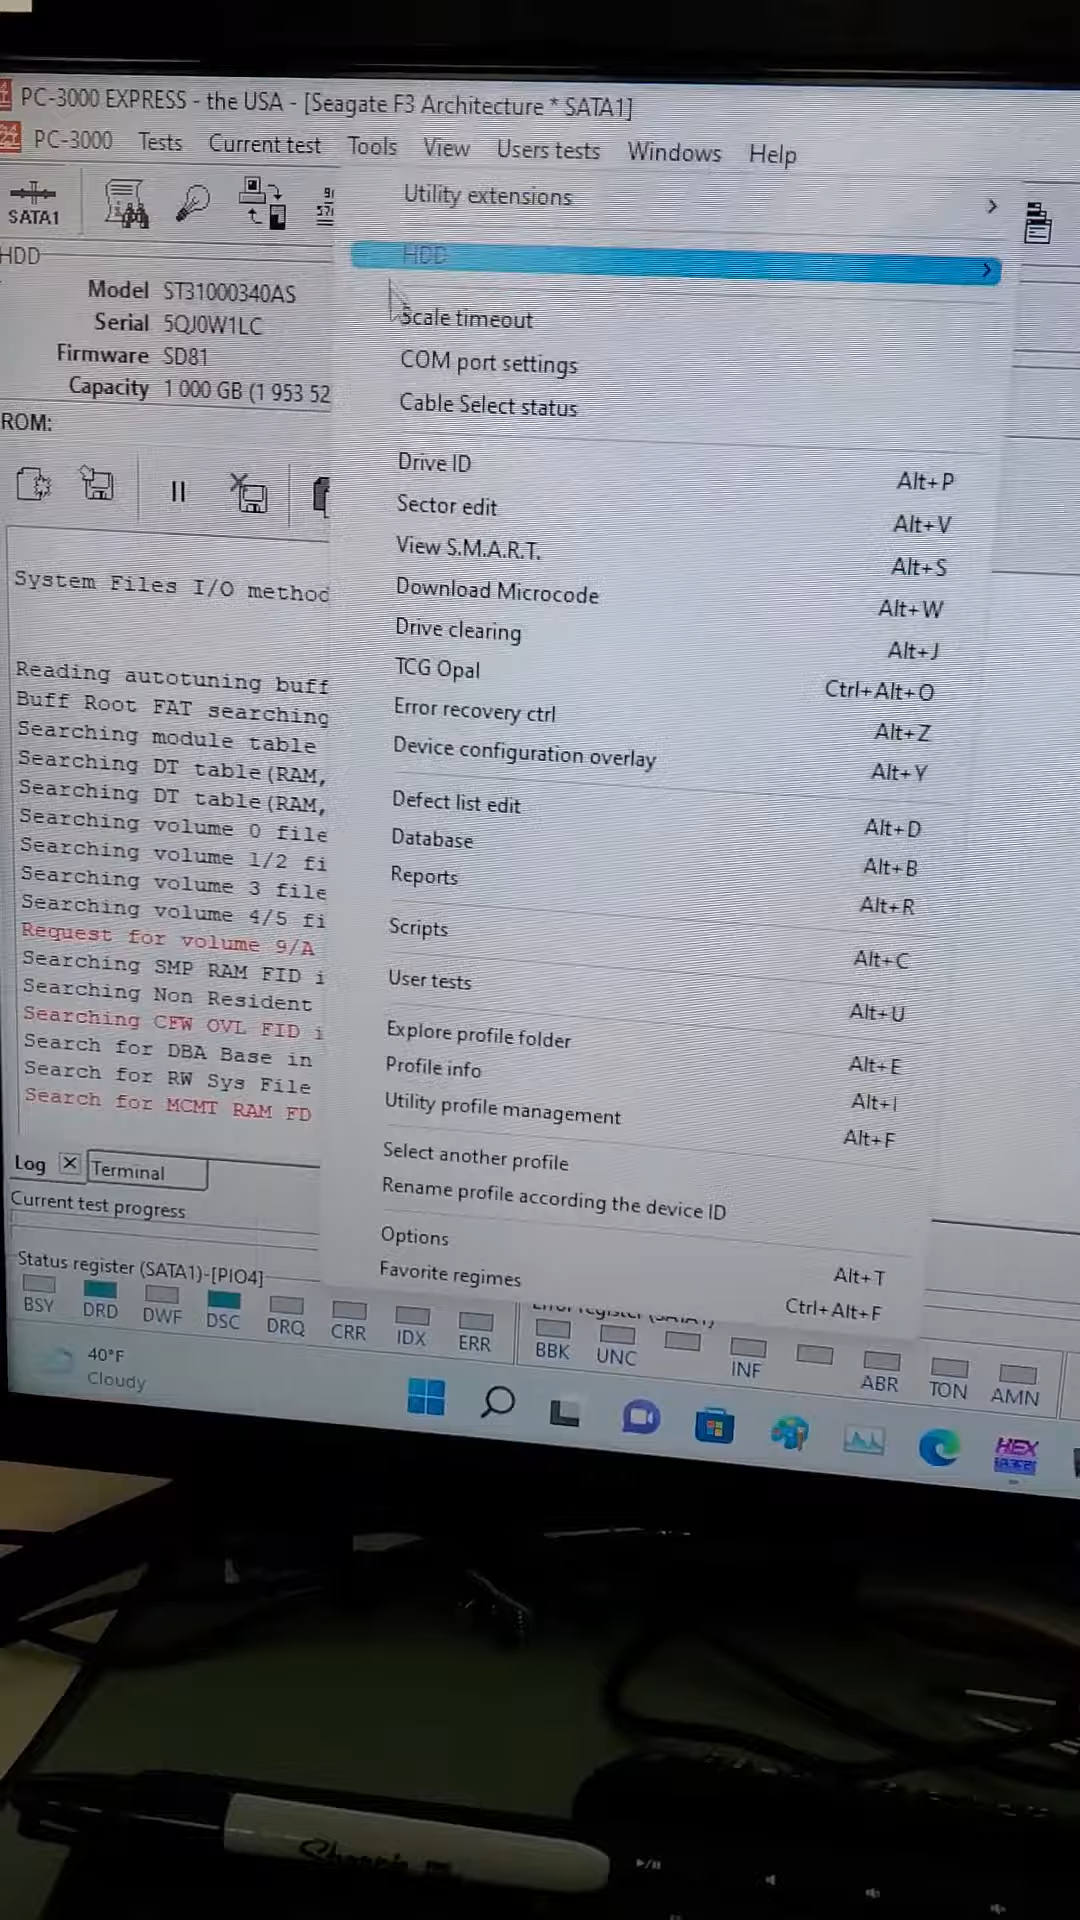 PC-3000 EXPRESS - the USA - [Seagate F3 Architecture * SATA1]
PC-3000 Tests Current test Tools View Users tests Windows Help
SATA1
HDD
Model ST31000340AS
Serial 5QJ0W1LC
Firmware SD81
Capacity 1 000 GB (1 953 52
ROM:
System Files I/O method
Reading autotuning buff
Buff Root FAT searching
Searching module table
Searching DT table(RAM,
Searching DT table(RAM,
Searching volume 0 file
Searching volume 1/2 fi
Searching volume 3 file
Searching volume 4/5 fi
Request for volume 9/A
Searching SMP RAM FID i
Searching Non Resident
Searching CFW OVL FID i
Search for DBA Base in
Search for RW Sys File
Search for MCMT RAM FD
Log Terminal
Current test progress
Utility extensions
HDD
Scale timeout
COM port settings
Cable Select status
Drive ID Alt+P
Sector edit Alt+V
View S.M.A.R.T. Alt+S
Download Microcode Alt+W
Drive clearing Alt+J
TCG Opal Ctrl+Alt+O
Error recovery ctrl Alt+Z
Device configuration overlay Alt+Y
Defect list edit Alt+D
Database Alt+B
Reports Alt+R
Scripts Alt+C
User tests Alt+U
Explore profile folder Alt+E
Profile info Alt+I
Utility profile management Alt+F
Select another profile
Rename profile according the device ID
Options Alt+T
Favorite regimes Ctrl+Alt+F
Status register (SATA1)-[PIO4]
BSY DRD DWF DSC DRQ CRR IDX ERR
Error register (SATA1)
BBK UNC INF ABR TON AMN
40°F
Cloudy
HEX
Sharpie